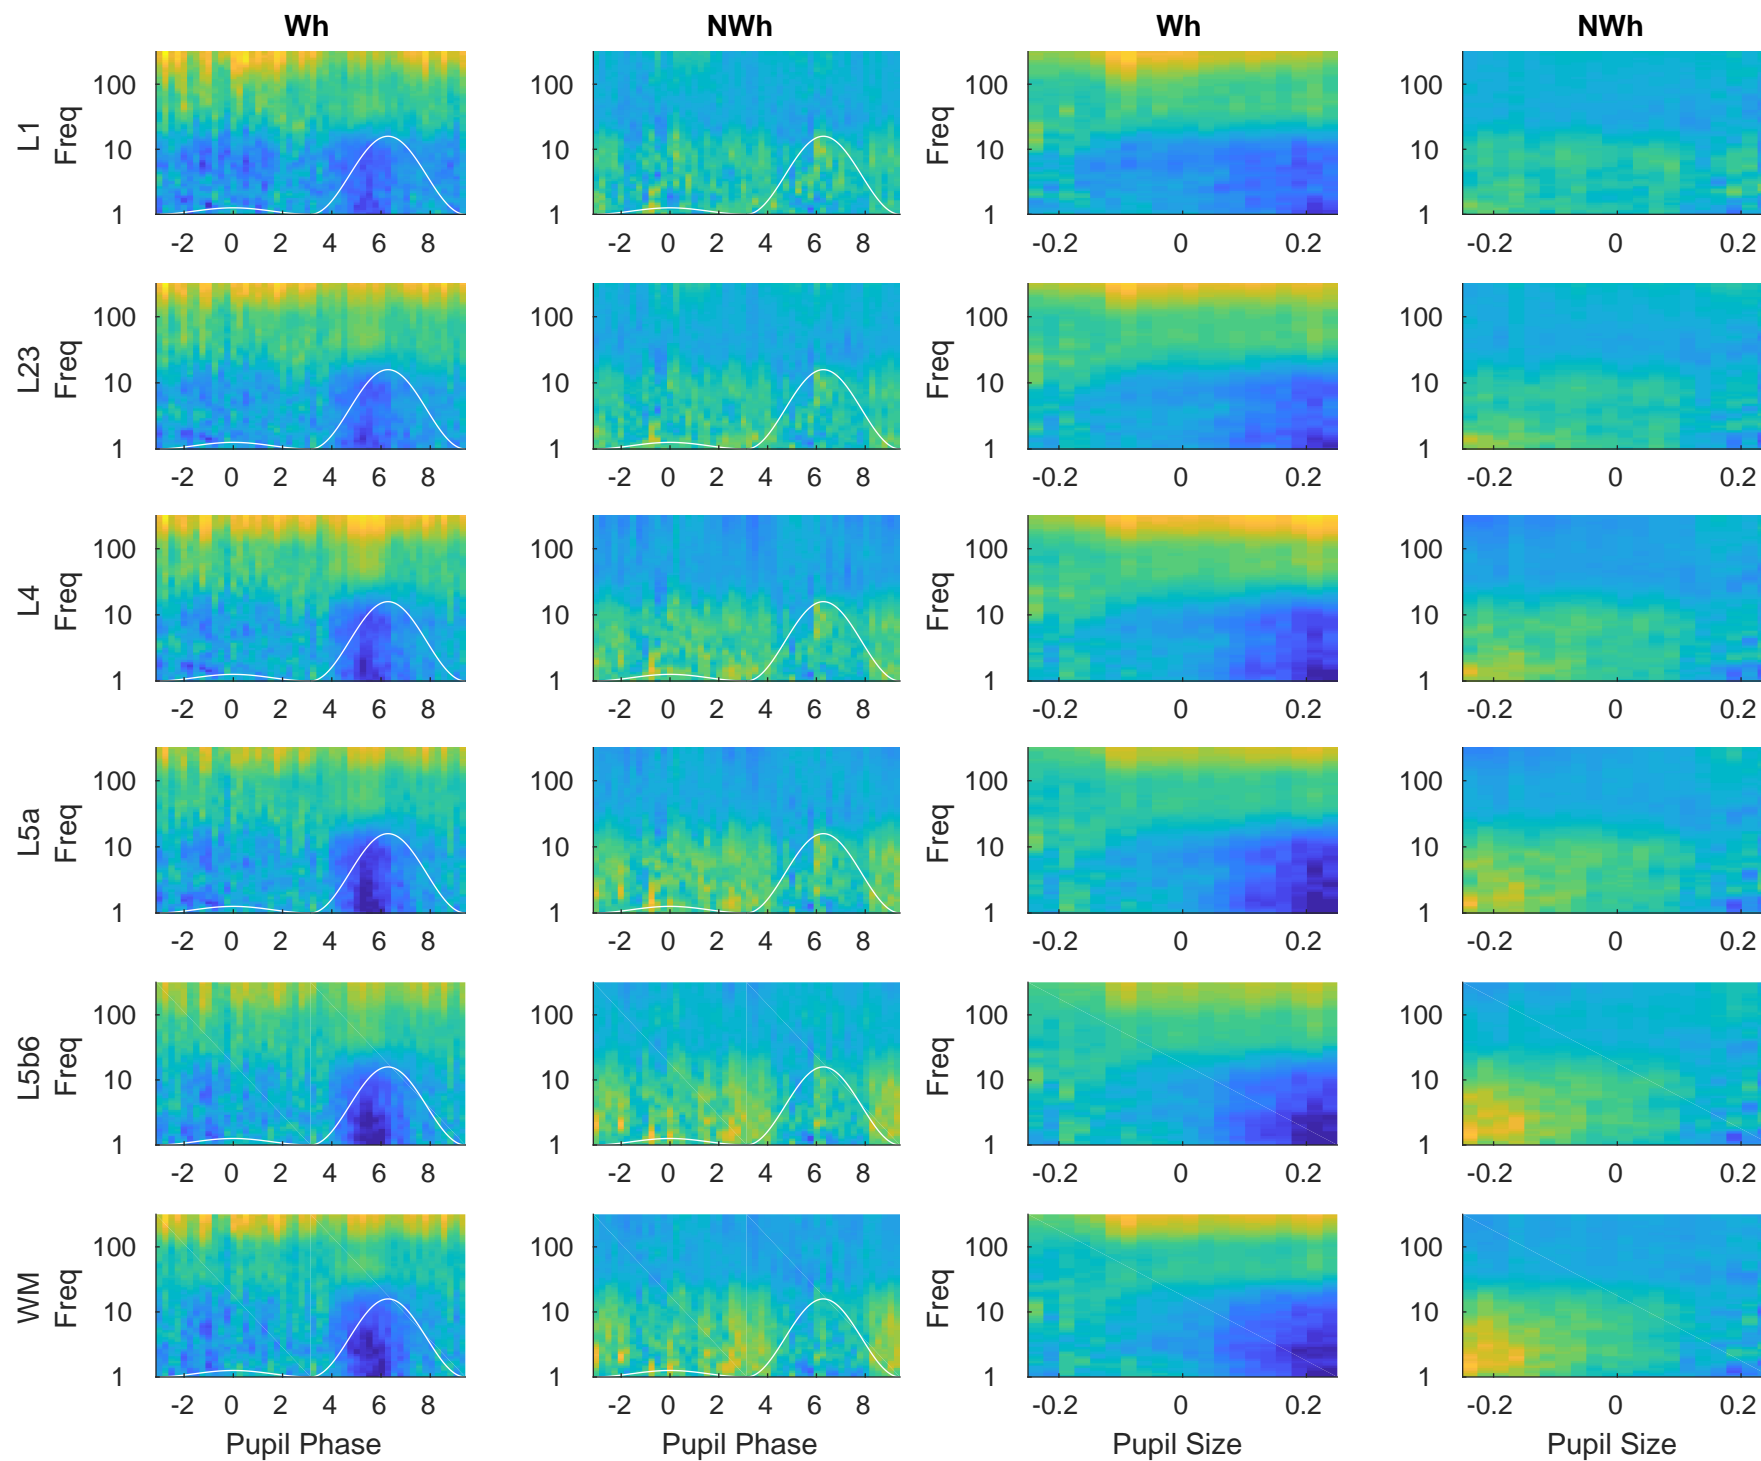 Wh NWh Wh NWh
L1 Freq 100 10 1 100 10 1 Freq 100 10 1 100 10 1
-2 0 2 4 6 8 -2 0 2 4 6 8 -0.2 0 0.2 -0.2 0 0.2
L23 Freq 100 10 1 100 10 1 Freq 100 10 1 100 10 1
-2 0 2 4 6 8 -2 0 2 4 6 8 -0.2 0 0.2 -0.2 0 0.2
L4 Freq 100 10 1 100 10 1 Freq 100 10 1 100 10 1
-2 0 2 4 6 8 -2 0 2 4 6 8 -0.2 0 0.2 -0.2 0 0.2
L5a Freq 100 10 1 100 10 1 Freq 100 10 1 100 10 1
-2 0 2 4 6 8 -2 0 2 4 6 8 -0.2 0 0.2 -0.2 0 0.2
L5b6 Freq 100 10 1 100 10 1 Freq 100 10 1 100 10 1
-2 0 2 4 6 8 -2 0 2 4 6 8 -0.2 0 0.2 -0.2 0 0.2
WM Freq 100 10 1 100 10 1 Freq 100 10 1 100 10 1
-2 0 2 4 6 8 -2 0 2 4 6 8 -0.2 0 0.2 -0.2 0 0.2
Pupil Phase Pupil Phase Pupil Size Pupil Size